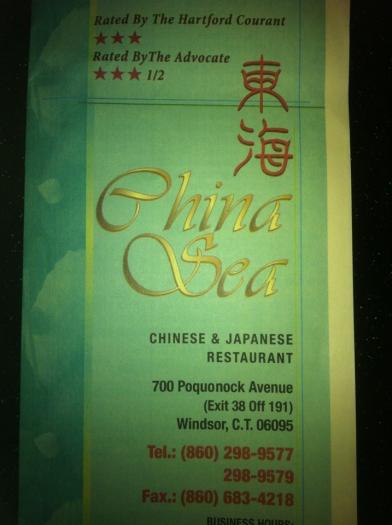 Rated By The Hartford Courant
★★★
Rated ByThe Advocate
★★★ 1/2
東
海
China
Sea
CHINESE & JAPANESE
RESTAURANT
700 Poquonock Avenue
(Exit 38 Off 191)
Windsor, C.T. 06095
Tel.: (860) 298-9577
298-9579
Fax.: (860) 683-4218
BUSINESS HOURS: